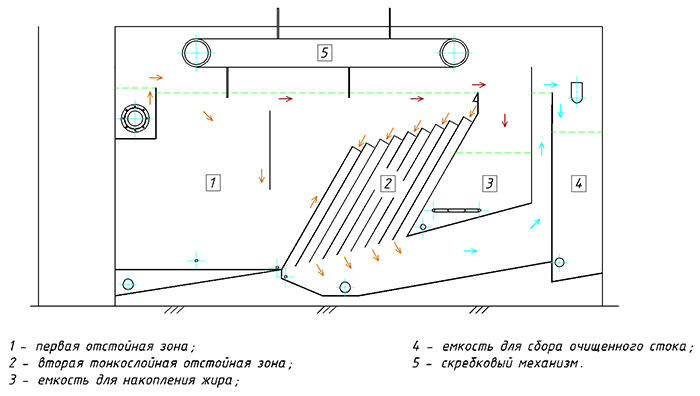 5
1
2
3
4
1 - первая отстойная зона;
2 - вторая тонкослойная отстойная зона;
3 - емкость для накопления жира;
4 - емкость для сбора очищенного стока;
5 - скребковый механизм.